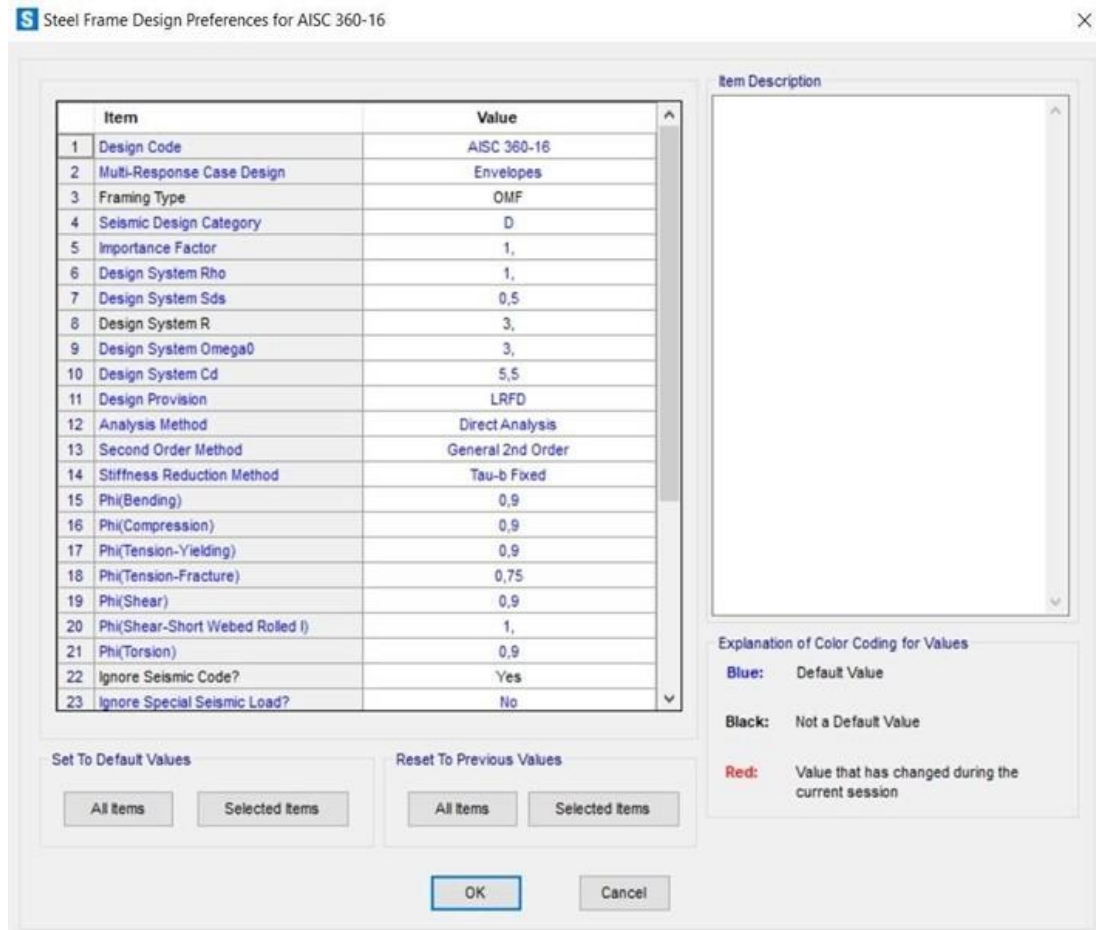 S Steel Frame Design Preferences for AISC 360-16
Item Value
1 Design Code AISC 360-16
2 Multi-Response Case Design Envelopes
3 Framing Type OMF
4 Seismic Design Category D
5 Importance Factor 1,
6 Design System Rho 1,
7 Design System Sds 0,5
8 Design System R 3,
9 Design System Omega0 3,
10 Design System Cd 5,5
11 Design Provision LRFD
12 Analysis Method Direct Analysis
13 Second Order Method General 2nd Order
14 Stiffness Reduction Method Tau-b Fixed
15 Phi(Bending) 0,9
16 Phi(Compression) 0,9
17 Phi(Tension-Yielding) 0,9
18 Phi(Tension-Fracture) 0,75
19 Phi(Shear) 0,9
20 Phi(Shear-Short Webed Rolled I) 1,
21 Phi(Torsion) 0,9
22 Ignore Seismic Code? Yes
23 Ignore Special Seismic Load? No
Set To Default Values
All Items Selected Items
Reset To Previous Values
All Items Selected Items
Item Description
Explanation of Color Coding for Values
Blue: Default Value
Black: Not a Default Value
Red: Value that has changed during the
current session
OK Cancel